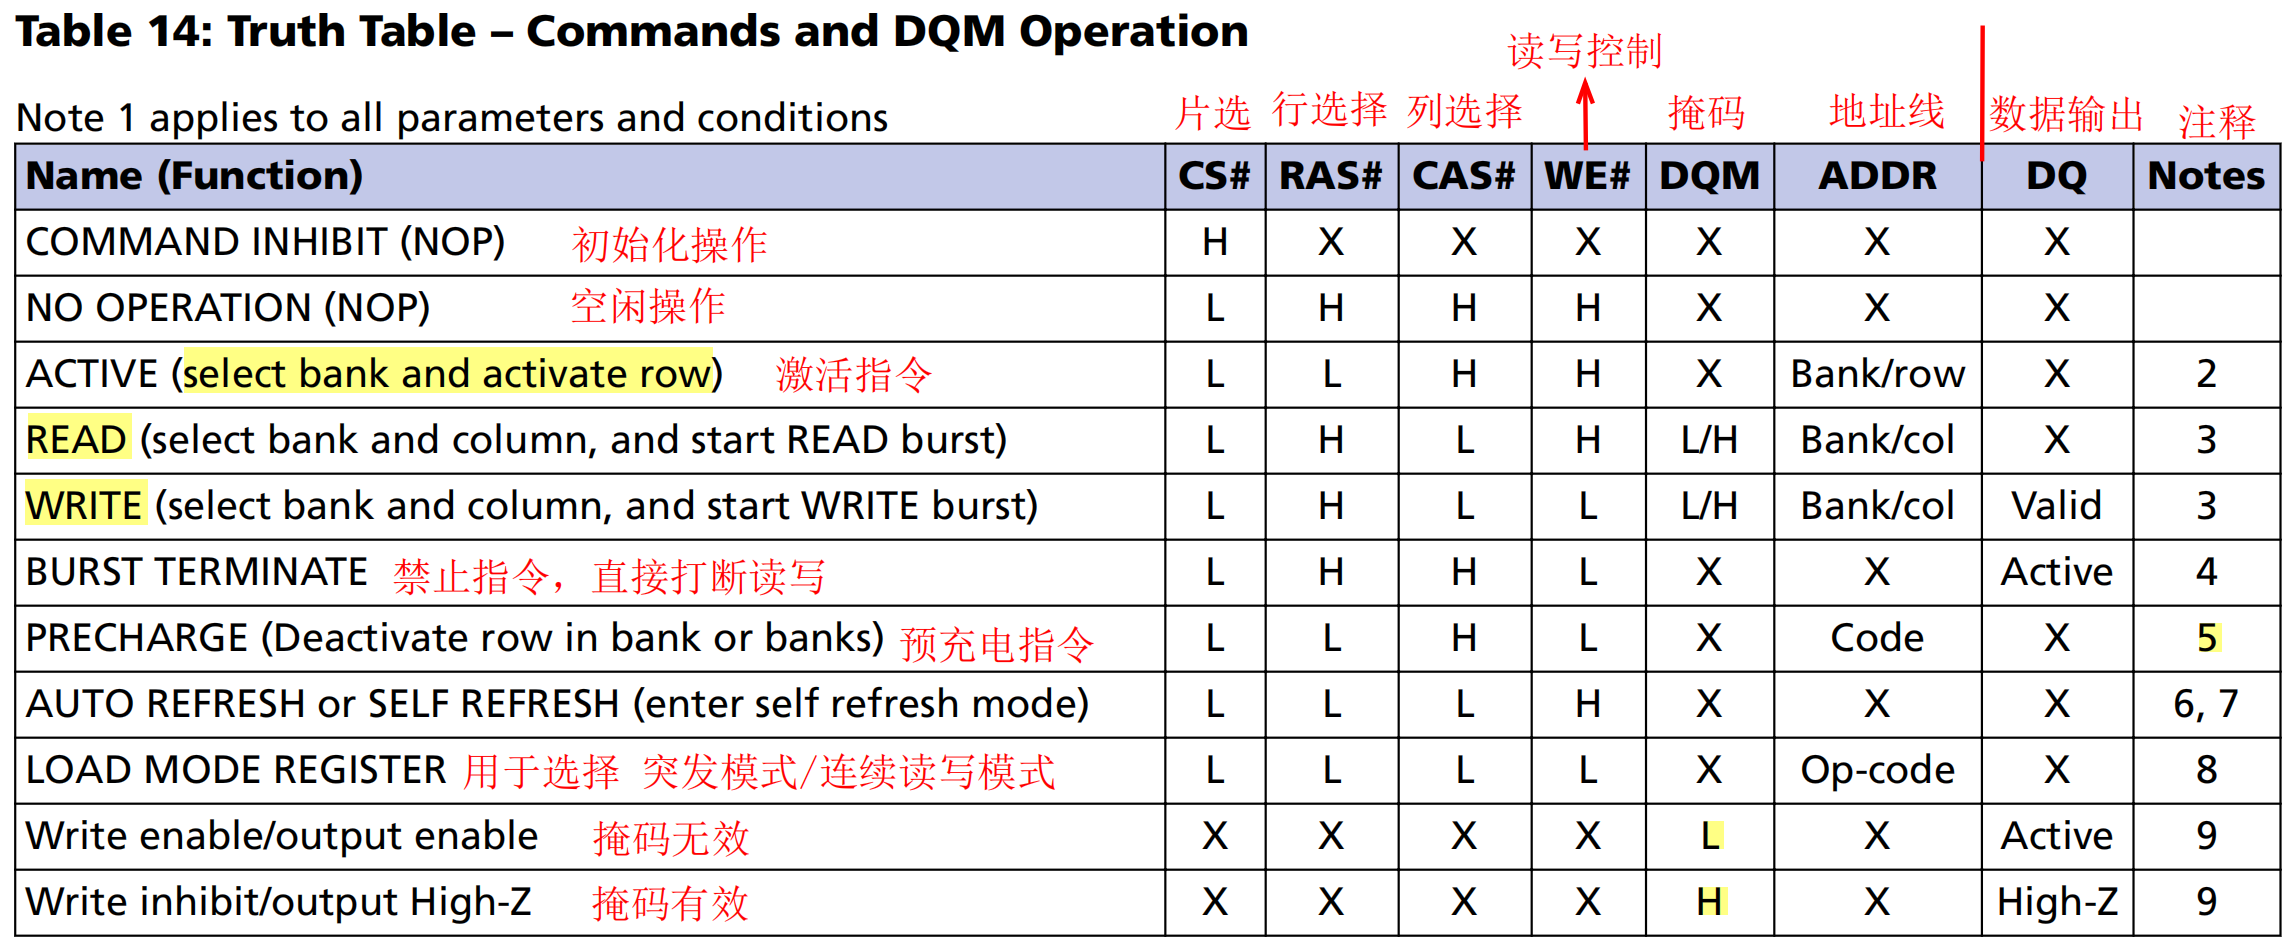 Table 14: Truth Table – Commands and DQM Operation
读写控制
Note 1 applies to all parameters and conditions 片选 行选择 列选择 掩码 地址线 数据输出 注释
Name (Function) CS# RAS# CAS# WE# DQM ADDR DQ Notes
COMMAND INHIBIT (NOP) 初始化操作 H X X X X X X
NO OPERATION (NOP) 空闲操作 L H H H X X X
ACTIVE (select bank and activate row) 激活指令 L L H H X Bank/row X 2
READ (select bank and column, and start READ burst) L H L H L/H Bank/col X 3
WRITE (select bank and column, and start WRITE burst) L H L L L/H Bank/col Valid 3
BURST TERMINATE 禁止指令，直接打断读写 L H H L X X Active 4
PRECHARGE (Deactivate row in bank or banks) 预充电指令 L L H L X Code X 5
AUTO REFRESH or SELF REFRESH (enter self refresh mode) L L L H X X X 6, 7
LOAD MODE REGISTER 用于选择 突发模式/连续读写模式 L L L L X Op-code X 8
Write enable/output enable 掩码无效 X X X X L X Active 9
Write inhibit/output High-Z 掩码有效 X X X X H X High-Z 9